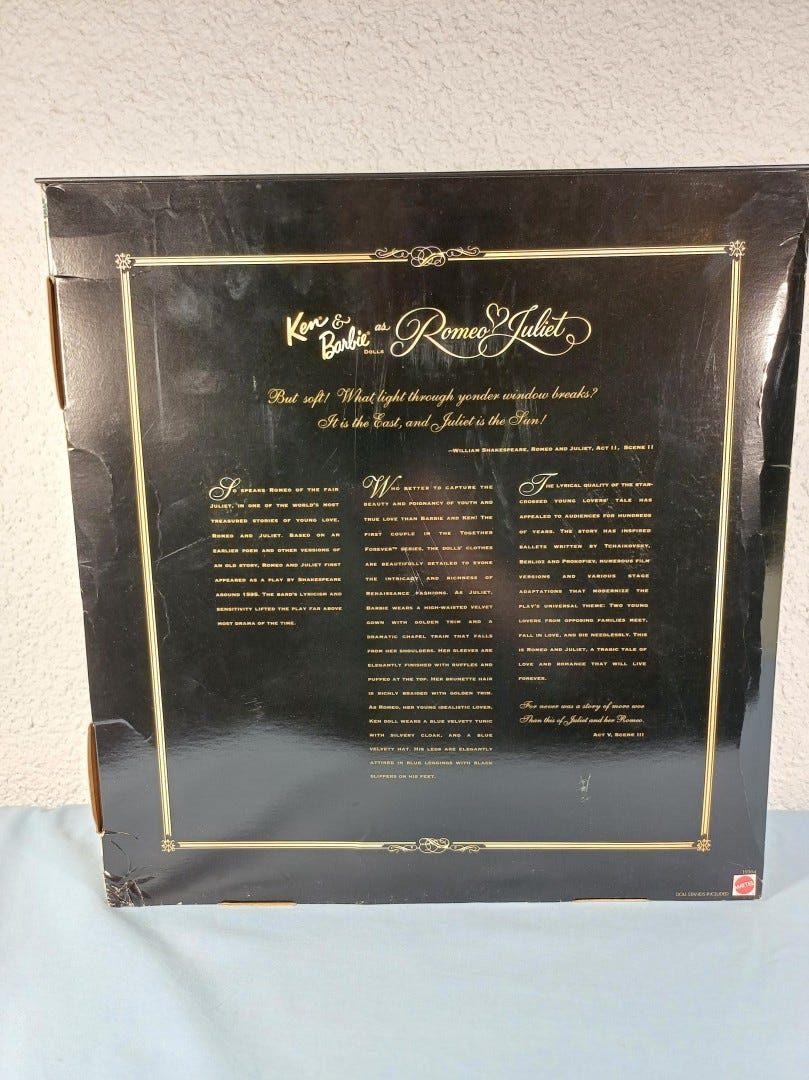 Ken® & Barbie® DOLLS as Romeo & Juliet
But soft! What light through yonder window breaks?
It is the East, and Juliet is the Sun!
—WILLIAM SHAKESPEARE, ROMEO AND JULIET, ACT II, SCENE II
SO SPEAKS ROMEO OF THE FAIR
JULIET, IN ONE OF THE WORLD'S MOST
TREASURED STORIES OF YOUNG LOVE,
ROMEO AND JULIET. BASED ON AN
EARLIER POEM AND OTHER VERSIONS OF
AN OLD STORY, ROMEO AND JULIET FIRST
APPEARED AS A PLAY BY SHAKESPEARE
AROUND 1595. THE BARD'S LYRICISM AND
SENSITIVITY LIFTED THE PLAY FAR ABOVE
MOST DRAMA OF THE TIME.
WHO BETTER TO CAPTURE THE
BEAUTY AND POIGNANCY OF YOUTH AND
TRUE LOVE THAN BARBIE AND KEN! THE
FIRST COUPLE IN THE TOGETHER
FOREVER™ SERIES, THE DOLLS' CLOTHES
ARE BEAUTIFULLY DETAILED TO EVOKE
THE INTRICACY AND RICHNESS OF
RENAISSANCE FASHIONS. AS JULIET,
BARBIE WEARS A HIGH-WAISTED VELVET
GOWN WITH GOLDEN TRIM AND A
DRAMATIC CHAPEL TRAIN THAT FALLS
FROM HER SHOULDERS. HER SLEEVES ARE
ELEGANTLY FINISHED WITH RUFFLES AND
PUFFED AT THE TOP. HER BRUNETTE HAIR
IS RICHLY BRAIDED WITH GOLDEN TRIM.
AS ROMEO, HER YOUNG IDEALISTIC LOVER,
KEN DOLL WEARS A BLUE VELVETY TUNIC
WITH SILVERY CLOAK, AND A BLUE
VELVETY HAT. HIS LEGS ARE ELEGANTLY
ATTIRED IN BLUE LEGGINGS WITH BLACK
SLIPPERS ON HIS FEET.
THE LYRICAL QUALITY OF THE STAR-
CROSSED YOUNG LOVERS' TALE HAS
APPEALED TO AUDIENCES FOR HUNDREDS
OF YEARS. THE STORY HAS INSPIRED
BALLETS WRITTEN BY TCHAIKOVSKY,
BERLIOZ AND PROKOFIEV, NUMEROUS FILM
VERSIONS AND VARIOUS STAGE
ADAPTATIONS THAT MODERNIZE THE
PLAY'S UNIVERSAL THEME: TWO YOUNG
LOVERS FROM OPPOSING FAMILIES MEET,
FALL IN LOVE, AND DIE NEEDLESSLY. THIS
IS ROMEO AND JULIET, A TRAGIC TALE OF
LOVE AND ROMANCE THAT WILL LIVE
FOREVER.
For never was a story of more woe
Than this of Juliet and her Romeo.
ACT V, SCENE III
DOLL STANDS INCLUDED
MATTEL